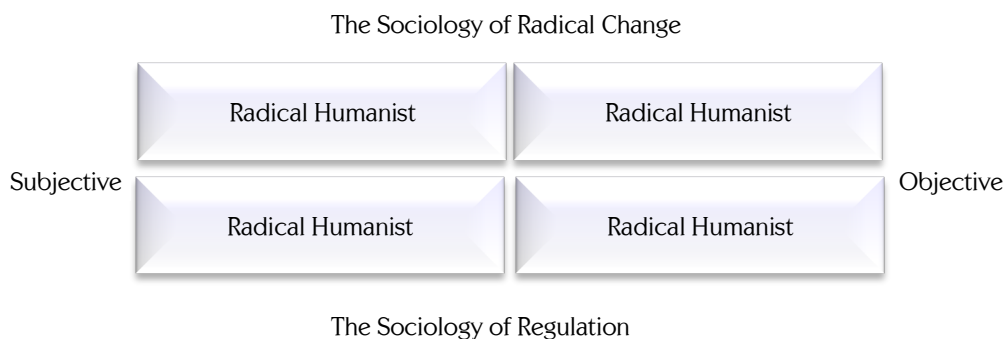 The Sociology of Radical Change
Radical Humanist
Radical Humanist
Subjective
Objective
Radical Humanist
Radical Humanist
The Sociology of Regulation